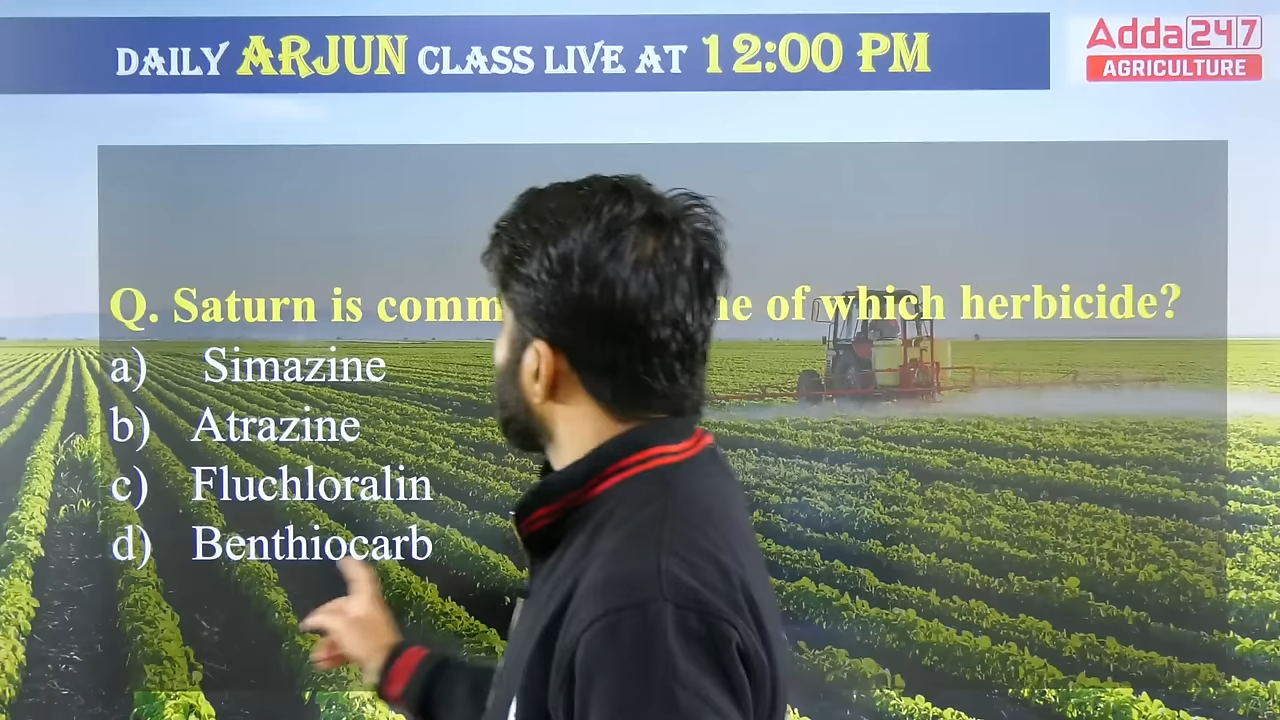 DAILY ARJUN CLASS LIVE AT 12:00 PM
Adda247
AGRICULTURE
Q. Saturn is of which herbicide?
a) Simazine
b) Atrazine
c) Fluchloralin
d) Benthiocarb